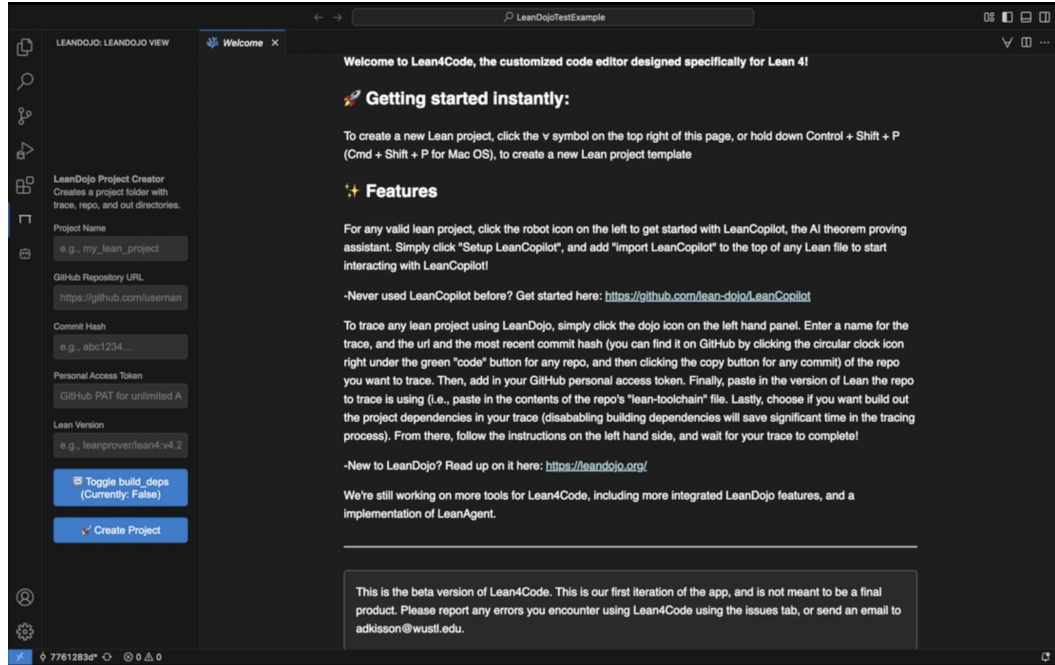 LeanDojoTestExample
LEANDOJO: LEANDOJO VIEW
Welcome
LeanDojo Project Creator
Creates a project folder with
trace, repo, and out directories.
Project Name
e.g., my_lean_project
GitHub Repository URL
https://github.com/usernam
Commit Hash
e.g., abc1234...
Personal Access Token
GitHub PAT for unlimited A
Lean Version
e.g., leanprover/lean4:v4.2
Toggle build_deps
(Currently: False)
🚀 Create Project
Welcome to Lean4Code, the customized code editor designed specifically for Lean 4!
🚀 Getting started instantly:
To create a new Lean project, click the ∀ symbol on the top right of this page, or hold down Control + Shift + P
(Cmd + Shift + P for Mac OS), to create a new Lean project template
✨ Features
For any valid lean project, click the robot icon on the left to get started with LeanCopilot, the AI theorem proving
assistant. Simply click "Setup LeanCopilot", and add "import LeanCopilot" to the top of any Lean file to start
interacting with LeanCopilot!
-Never used LeanCopilot before? Get started here: https://github.com/lean-dojo/LeanCopilot
To trace any lean project using LeanDojo, simply click the dojo icon on the left hand panel. Enter a name for the
trace, and the url and the most recent commit hash (you can find it on GitHub by clicking the circular clock icon
right under the green "code" button for any repo, and then clicking the copy button for any commit) of the repo
you want to trace. Then, add in your GitHub personal access token. Finally, paste in the version of Lean the repo
to trace is using (i.e., paste in the contents of the repo's "lean-toolchain" file. Lastly, choose if you want build out
the project dependencies in your trace (disababling building dependencies will save significant time in the tracing
process). From there, follow the instructions on the left hand side, and wait for your trace to complete!
-New to LeanDojo? Read up on it here: https://leandojo.org/
We're still working on more tools for Lean4Code, including more integrated LeanDojo features, and a
implementation of LeanAgent.
This is the beta version of Lean4Code. This is our first iteration of the app, and is not meant to be a final
product. Please report any errors you encounter using Lean4Code using the issues tab, or send an email to
adkisson@wustl.edu.
7761283d* 0 0